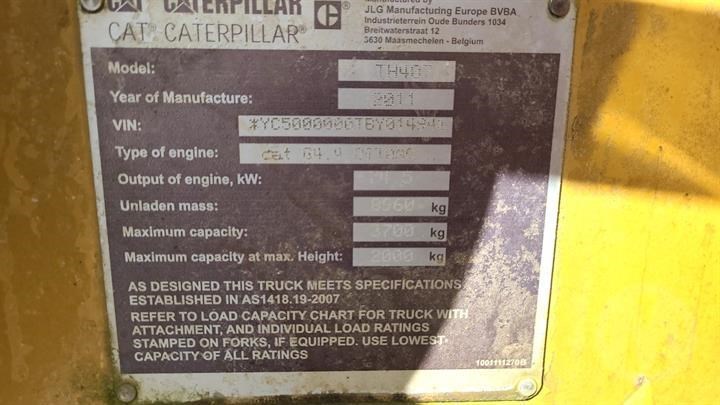 CAT CATERPILLAR
CAT® CATERPILLAR®
Manufactured by
JLG Manufacturing Europe BVBA
Industrieterrein Oude Bunders 1034
Breitwaterstraat 12
3630 Maasmechelen - Belgium
Model:
Year of Manufacture: 2011
VIN:
Type of engine: cat
Output of engine, kW:
Unladen mass: 8560 kg
Maximum capacity: 3700 kg
Maximum capacity at max. Height: 2000 kg
AS DESIGNED THIS TRUCK MEETS SPECIFICATIONS
ESTABLISHED IN AS1418.19-2007
REFER TO LOAD CAPACITY CHART FOR TRUCK WITH
ATTACHMENT, AND INDIVIDUAL LOAD RATINGS
STAMPED ON FORKS, IF EQUIPPED. USE LOWEST
CAPACITY OF ALL RATINGS
1001111270B